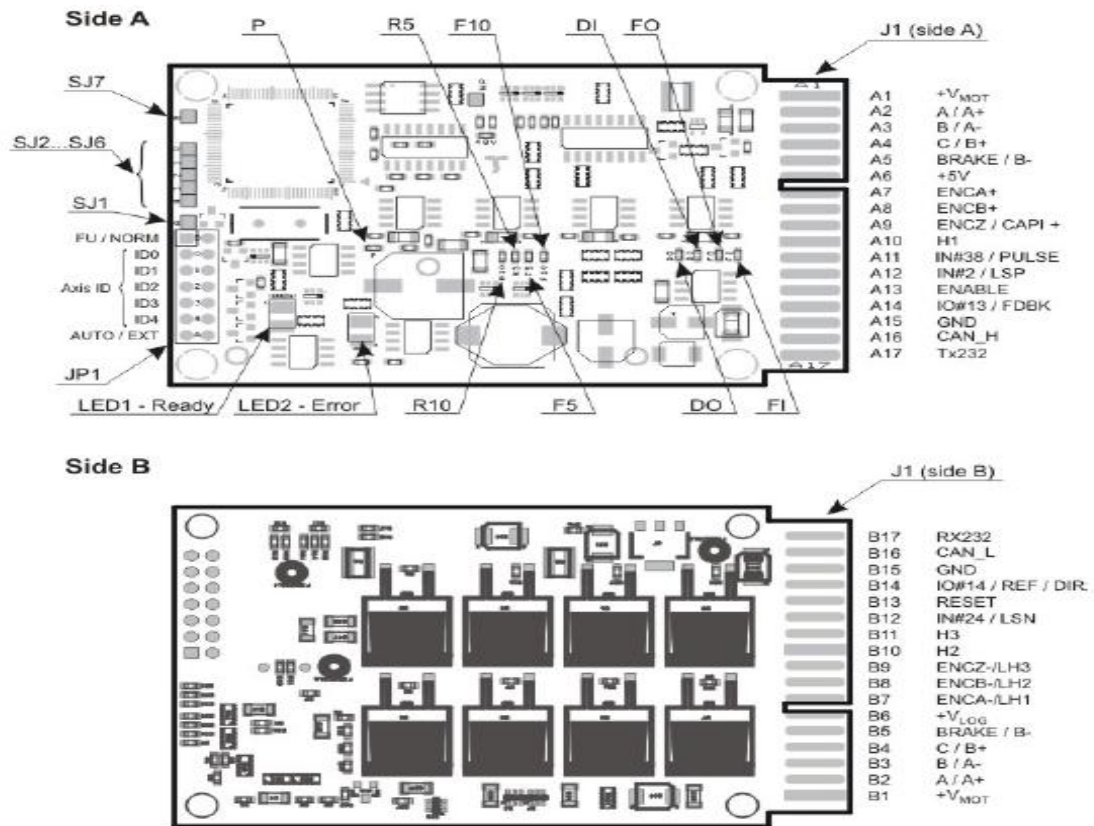 Side A
P
R5
F10
DI
FO
J1 (side A)
SJ7
SJ2...SJ6
SJ1
FU / NORM
ID0
ID1
Axis ID
ID2
ID3
ID4
AUTO / EXT
JP1
LED1 - Ready
LED2 - Error
R10
F5
DO
FI
A1
A17
A1 +VMOT
A2 A / A+
A3 B / A-
A4 C / B+
A5 BRAKE / B-
A6 +5V
A7 ENCA+
A8 ENCB+
A9 ENCZ / CAPI +
A10 H1
A11 IN#38 / PULSE
A12 IN#2 / LSP
A13 ENABLE
A14 IO#13 / FDBK
A15 GND
A16 CAN_H
A17 Tx232
Side B
J1 (side B)
B17 RX232
B16 CAN_L
B15 GND
B14 IO#14 / REF / DIR.
B13 RESET
B12 IN#24 / LSN
B11 H3
B10 H2
B9 ENCZ-/LH3
B8 ENCB-/LH2
B7 ENCA-/LH1
B6 +VLOG
B5 BRAKE / B-
B4 C / B+
B3 B / A-
B2 A / A+
B1 +VMOT